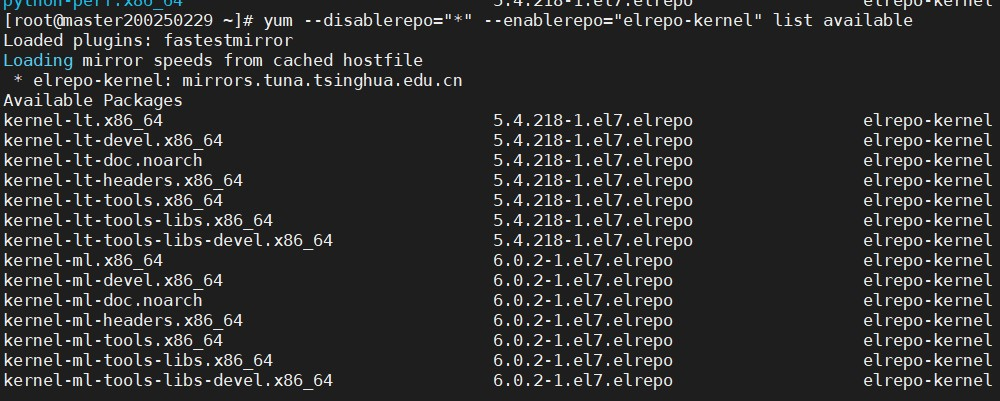 python-perf.x86_64 5.4.218-1.el7.elrepo elrepo-kernel
[root@master200250229 ~]# yum --disablerepo="*" --enablerepo="elrepo-kernel" list available
Loaded plugins: fastestmirror
Loading mirror speeds from cached hostfile
 * elrepo-kernel: mirrors.tuna.tsinghua.edu.cn
Available Packages
kernel-lt.x86_64 5.4.218-1.el7.elrepo elrepo-kernel
kernel-lt-devel.x86_64 5.4.218-1.el7.elrepo elrepo-kernel
kernel-lt-doc.noarch 5.4.218-1.el7.elrepo elrepo-kernel
kernel-lt-headers.x86_64 5.4.218-1.el7.elrepo elrepo-kernel
kernel-lt-tools.x86_64 5.4.218-1.el7.elrepo elrepo-kernel
kernel-lt-tools-libs.x86_64 5.4.218-1.el7.elrepo elrepo-kernel
kernel-lt-tools-libs-devel.x86_64 5.4.218-1.el7.elrepo elrepo-kernel
kernel-ml.x86_64 6.0.2-1.el7.elrepo elrepo-kernel
kernel-ml-devel.x86_64 6.0.2-1.el7.elrepo elrepo-kernel
kernel-ml-doc.noarch 6.0.2-1.el7.elrepo elrepo-kernel
kernel-ml-headers.x86_64 6.0.2-1.el7.elrepo elrepo-kernel
kernel-ml-tools.x86_64 6.0.2-1.el7.elrepo elrepo-kernel
kernel-ml-tools-libs.x86_64 6.0.2-1.el7.elrepo elrepo-kernel
kernel-ml-tools-libs-devel.x86_64 6.0.2-1.el7.elrepo elrepo-kernel